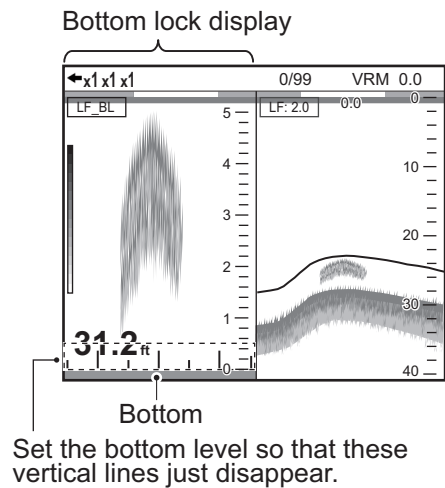 Bottom lock display
x1 x1 x1
0/99 VRM 0.0
LF_BL
5
4
3
2
1
0
31.2 ft
LF: 2.0
0.0
0
10
20
30
40
Bottom
Set the bottom level so that these
vertical lines just disappear.